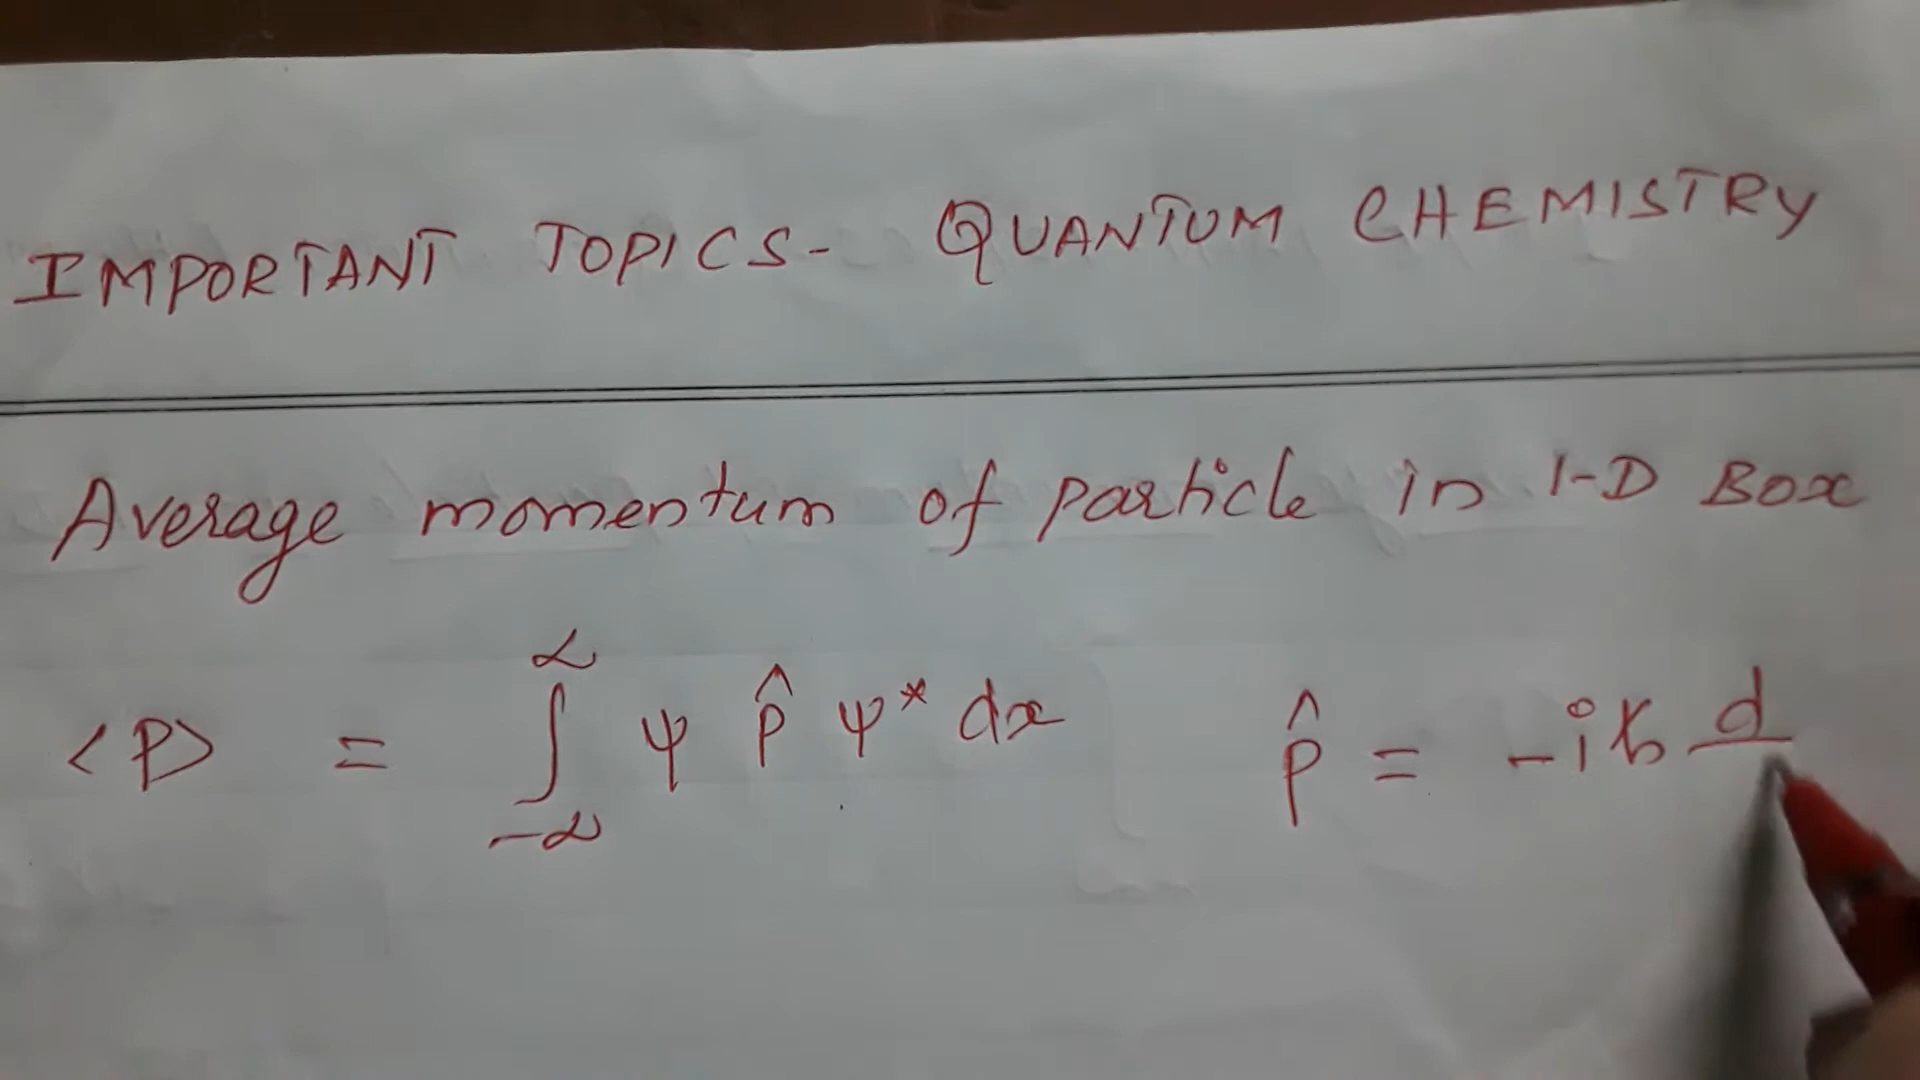 IMPORTANT TOPICS- QUANTUM CHEMISTRY
Average momentum of particle in 1-D Box
<P> = ∫_{-∞}^{∞} ψ p̂ ψ* dx    p̂ = -iħ d/